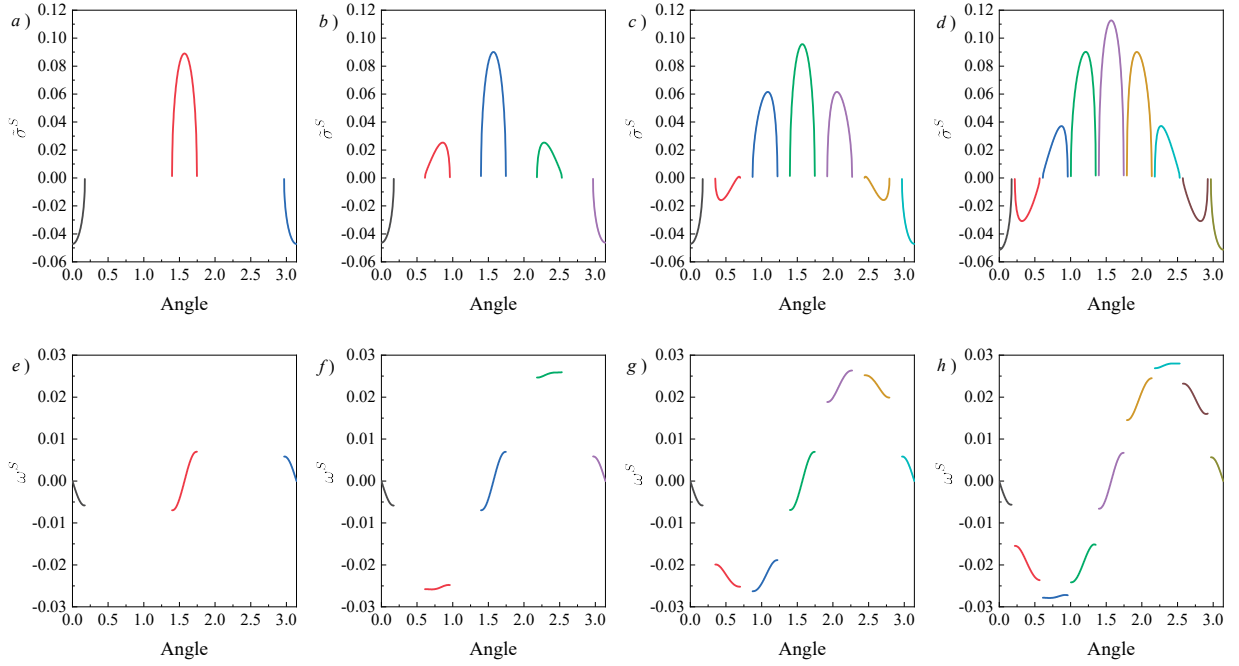 a) b) c) d)
0.12 0.12 0.12 0.12
0.10 0.10 0.10 0.10
0.08 0.08 0.08 0.08
0.06 0.06 0.06 0.06
0.04 0.04 0.04 0.04
σ̃^S σ̃^S σ̃^S σ̃^S
0.02 0.02 0.02 0.02
0.00 0.00 0.00 0.00
-0.02 -0.02 -0.02 -0.02
-0.04 -0.04 -0.04 -0.04
-0.06 -0.06 -0.06 -0.06
0.0 0.5 1.0 1.5 2.0 2.5 3.0 0.0 0.5 1.0 1.5 2.0 2.5 3.0 0.0 0.5 1.0 1.5 2.0 2.5 3.0 0.0 0.5 1.0 1.5 2.0 2.5 3.0
Angle Angle Angle Angle
e) f) g) h)
0.03 0.03 0.03 0.03
0.02 0.02 0.02 0.02
0.01 0.01 0.01 0.01
ω^S ω^S ω^S ω^S
0.00 0.00 0.00 0.00
-0.01 -0.01 -0.01 -0.01
-0.02 -0.02 -0.02 -0.02
-0.03 -0.03 -0.03 -0.03
0.0 0.5 1.0 1.5 2.0 2.5 3.0 0.0 0.5 1.0 1.5 2.0 2.5 3.0 0.0 0.5 1.0 1.5 2.0 2.5 3.0 0.0 0.5 1.0 1.5 2.0 2.5 3.0
Angle Angle Angle Angle